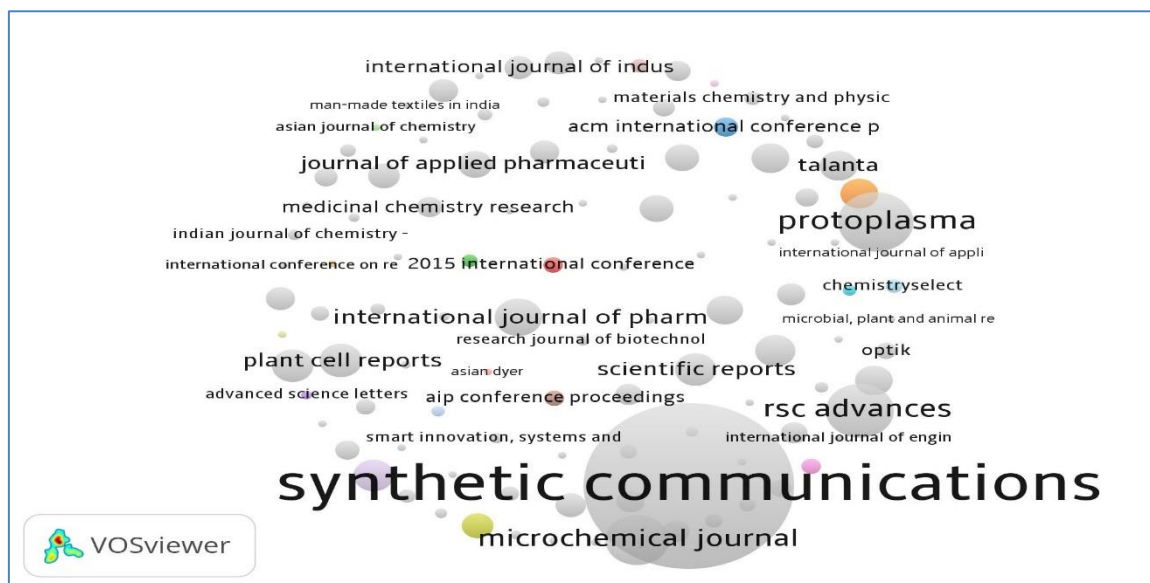 international journal of indus
man-made textiles in india
materials chemistry and physic
asian journal of chemistry
acm international conference p
journal of applied pharmaceuti
talanta
medicinal chemistry research
protoplasma
indian journal of chemistry -
international journal of appli
international conference on re
2015 international conference
chemistryselect
international journal of pharm
microbial, plant and animal re
research journal of biotechnol
optik
plant cell reports
asian dyer
scientific reports
advanced science letters
aip conference proceedings
rsc advances
smart innovation, systems and
international journal of engin
synthetic communications
microchemical journal
VOSviewer